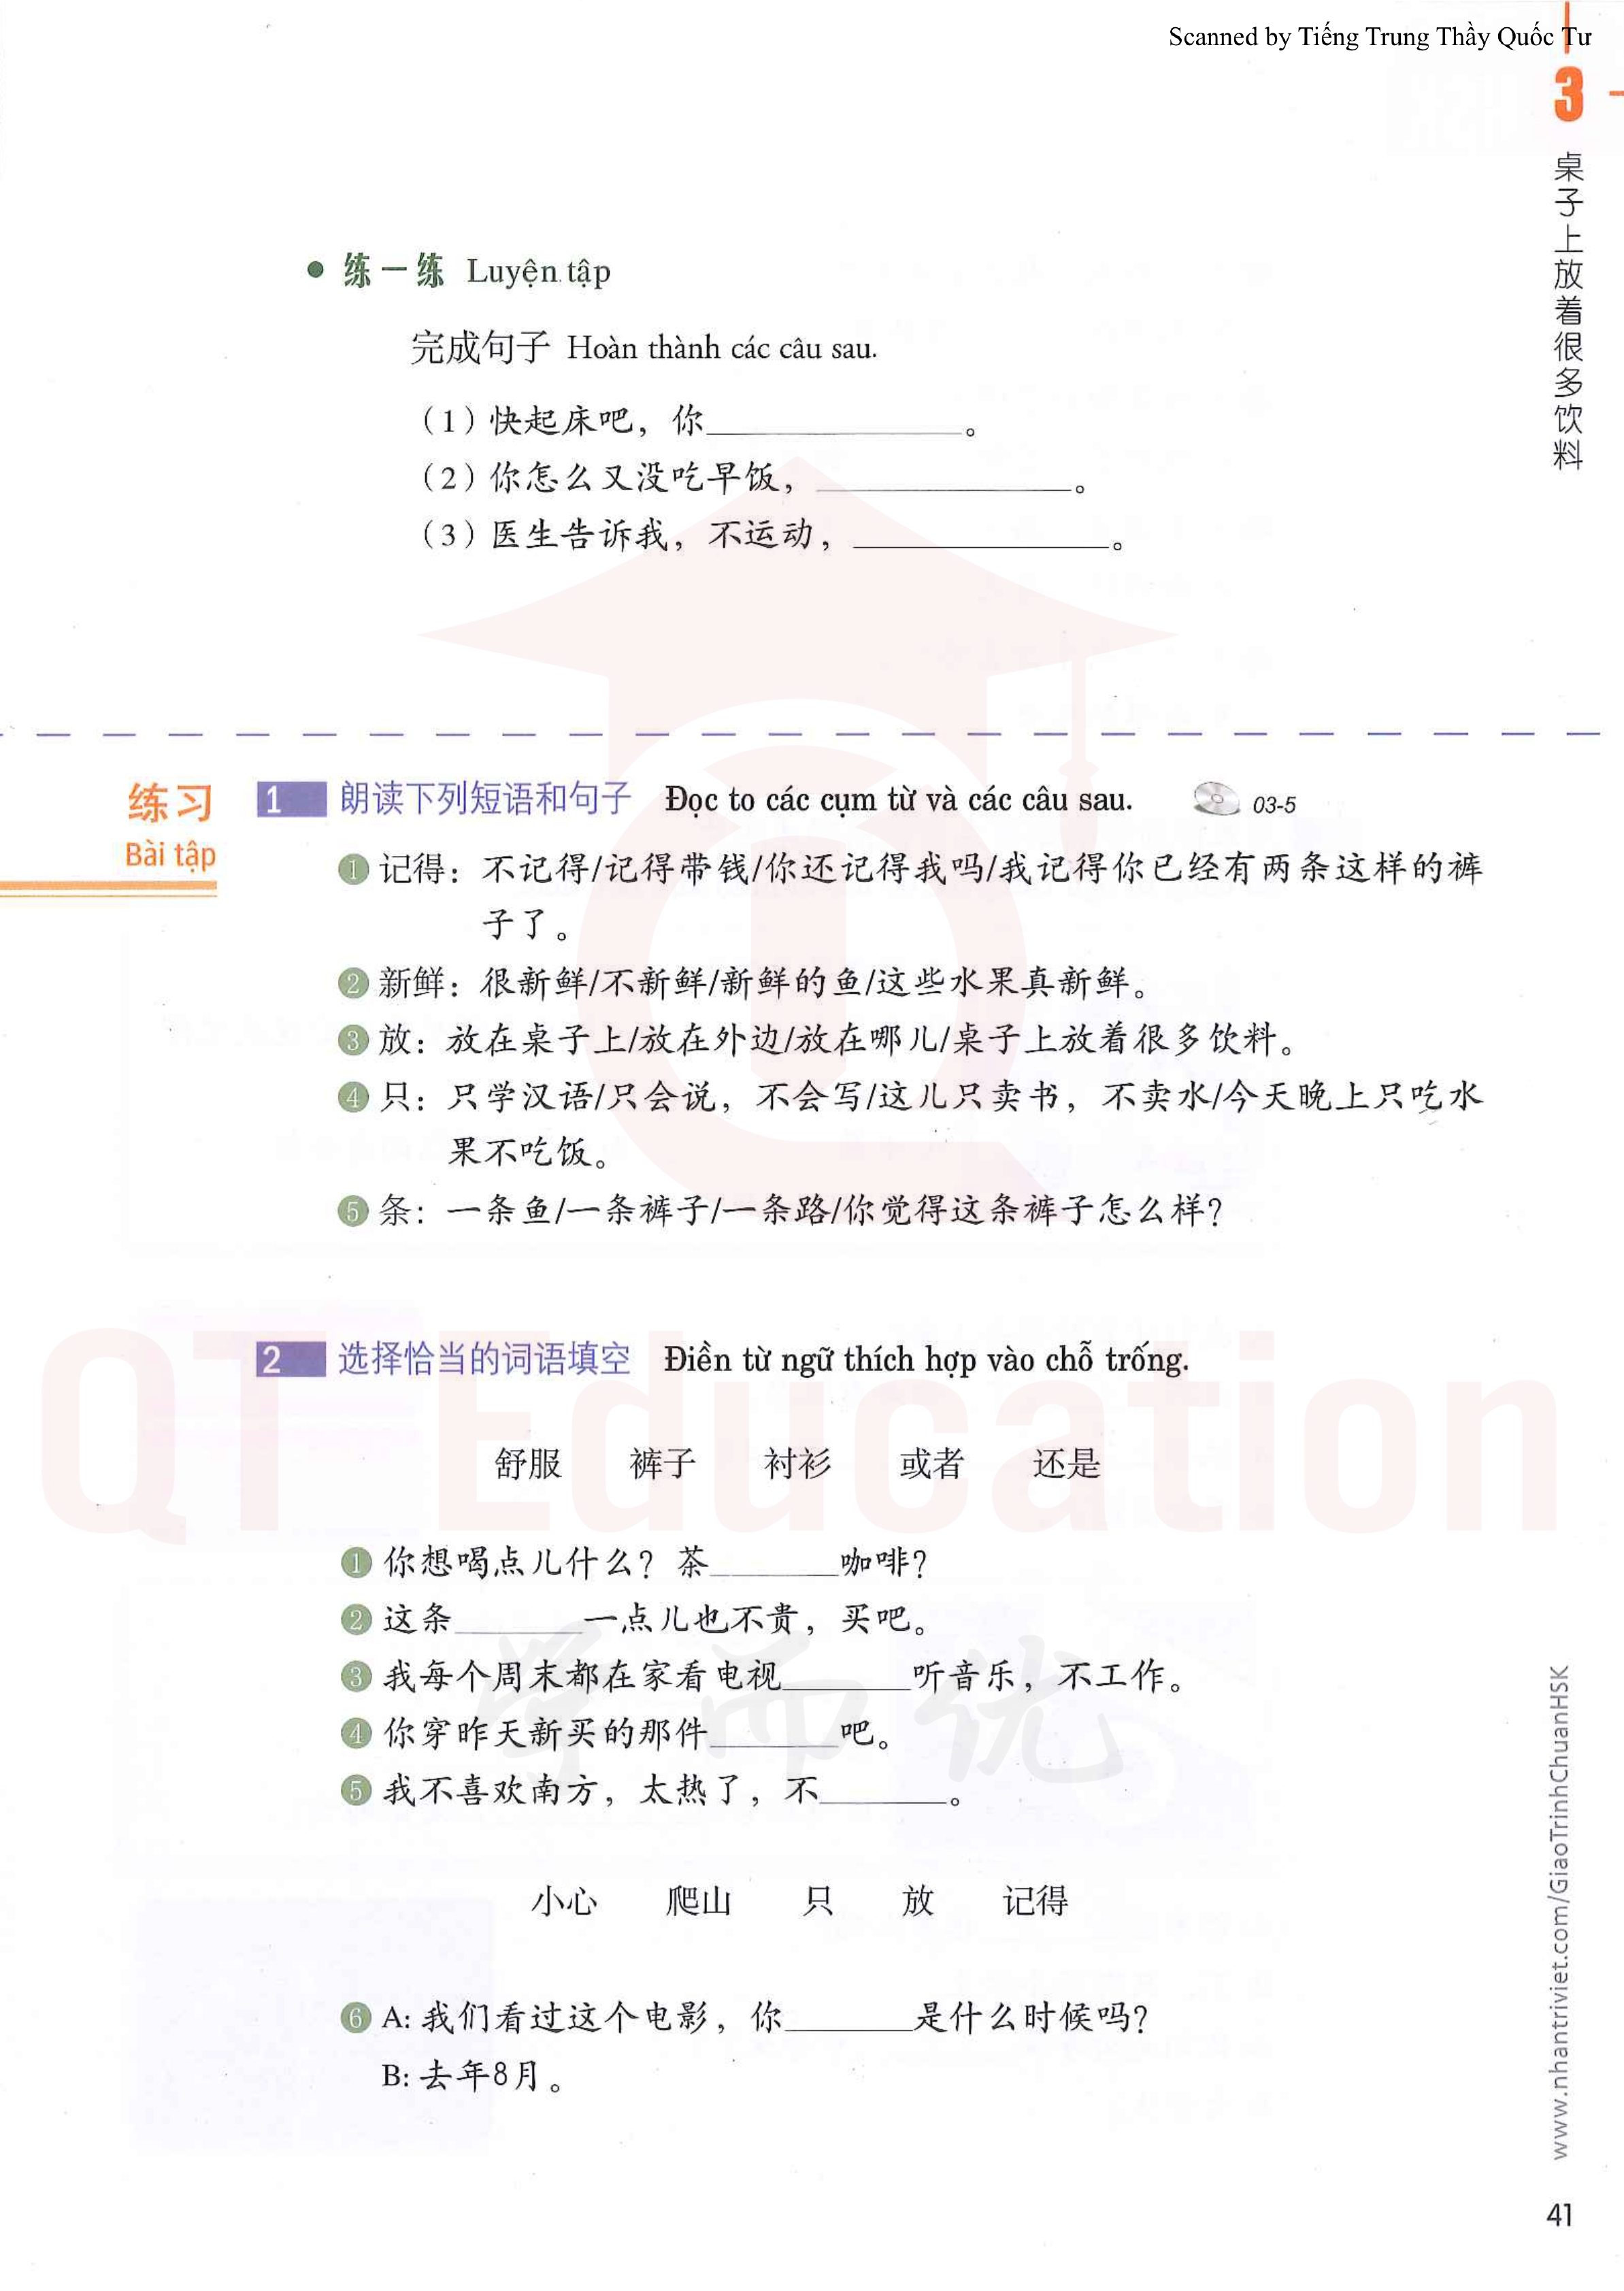 Scanned by Tiếng Trung Thầy Quốc Tư
3
桌子上放着很多饮料
• 练一练 Luyện tập
完成句子 Hoàn thành các câu sau.
（1）快起床吧，你______________。
（2）你怎么又没吃早饭，______________。
（3）医生告诉我，不运动，______________。
练习
Bài tập
1 朗读下列短语和句子 Đọc to các cụm từ và các câu sau. 03-5
1 记得：不记得/记得带钱/你还记得我吗/我记得你已经有两条这样的裤
子了。
2 新鲜：很新鲜/不新鲜/新鲜的鱼/这些水果真新鲜。
3 放：放在桌子上/放在外边/放在哪儿/桌子上放着很多饮料。
4 只：只学汉语/只会说，不会写/这儿只卖书，不卖水/今天晚上只吃水
果不吃饭。
5 条：一条鱼/一条裤子/一条路/你觉得这条裤子怎么样？
2 选择恰当的词语填空 Điền từ ngữ thích hợp vào chỗ trống.
舒服 裤子 衬衫 或者 还是
1 你想喝点儿什么？茶_______咖啡？
2 这条_______一点儿也不贵，买吧。
3 我每个周末都在家看电视_______听音乐，不工作。
4 你穿昨天新买的那件_______吧。
5 我不喜欢南方，太热了，不_______。
小心 爬山 只 放 记得
6 A: 我们看过这个电影，你_______是什么时候吗？
B: 去年8月。
QT Education
学而优
www.nhantriviet.com/GiaoTrinhChuanHSK
41